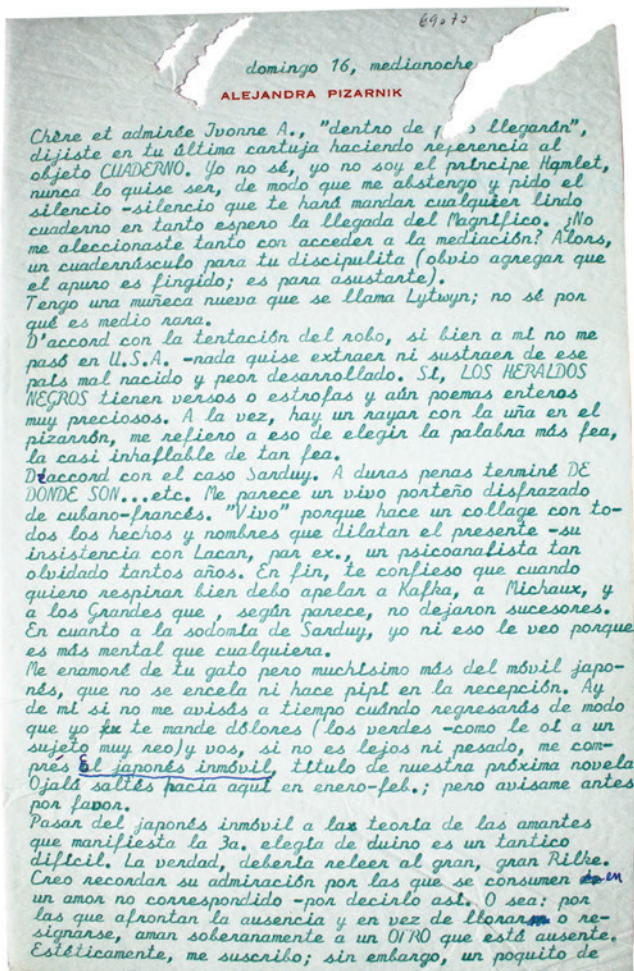 69.70
domingo 16, medianoche
ALEJANDRA PIZARNIK
Chère et admirée Ivonne A., "dentro de llegarán",
dijiste en tu última cartuja haciendo referencia al
objeto CUADERNO. Yo no sé, yo no soy el príncipe Hamlet,
nunca lo quise ser, de modo que me abstengo y pido el
silencio -silencio que te hará mandar cualquier lindo
cuaderno en tanto espero la llegada del Magnífico. ¿No
me aleccionaste tanto con acceder a la mediación? Alors,
un cuadernúsculo para tu discipulita (obvio agregar que
el apuro es fingido; es para asustarte).
Tengo una muñeca nueva que se llama Lytwyn; no sé por
qué es medio rara.
D'accord con la tentación del robo, si bien a mí no me
pasó en U.S.A. -nada quise extraer ni sustraer de ese
país mal nacido y peor desarrollado. Sí, LOS HERALDOS
NEGROS tienen versos o estrofas y aún poemas enteros
muy preciosos. A la vez, hay un rayar con la uña en el
pizarrón, me refiero a eso de elegir la palabra más fea,
la casi inhaflable de tan fea.
D'accord con el caso Sarduy. A duras penas terminé DE
DONDE SON...etc. Me parece un vivo porteño disfrazado
de cubano-francés. "Vivo" porque hace un collage con to-
dos los hechos y nombres que dilatan el presente -su
insistencia con Lacan, par ex., un psicoanalista tan
olvidado tantos años. En fin, te confieso que cuando
quiero respirar bien debo apelar a Kafka, a Michaux, y
a los Grandes que , según parece, no dejaron sucesores.
En cuanto a la sodomía de Sarduy, yo ni eso le veo porque
es más mental que cualquiera.
Me enamoré de tu gato pero muchísimo más del móvil japo-
nés, que no se encela ni hace pipí en la recepción. Ay
de mí si no me avisás a tiempo cuándo regresarás de modo
que yo te mande dólores (los verdes -como le oí a un
sujeto muy reo)y vos, si no es lejos ni pesado, me com-
prés El japonés inmóvil, título de nuestra próxima novela
Ojalá saltés hacia aquí en enero-feb.; pero avisame antes
por favor.
Pasar del japonés inmóvil a la teoría de las amantes
que manifiesta la 3a. elegía de duino es un tantico
difícil. La verdad, debería releer al gran, gran Rilke.
Creo recordar su admiración por las que se consumen en
un amor no correspondido -por decirlo así. O sea: por
las que afrontan la ausencia y en vez de llorar o re-
signarse, aman soberanamente a un OTRO que está ausente.
Estéticamente, me suscribo; sin embargo, un poquito de